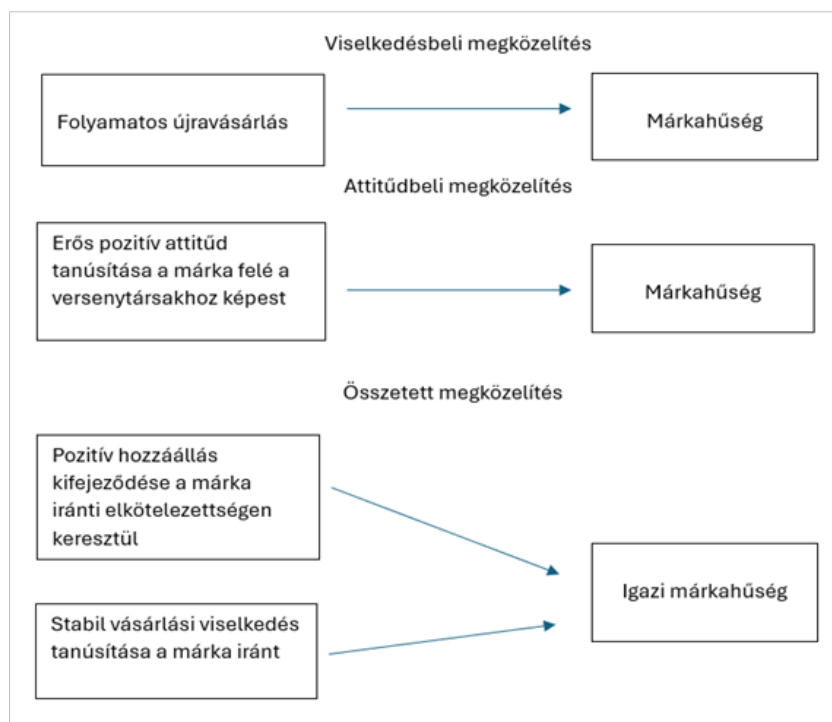 Viselkedésbeli megközelítés
Folyamatos újravásárlás
Márkahűség
Attitűdbeli megközelítés
Erős pozitív attitűd
tanúsítása a márka felé a
versenytársakhoz képest
Márkahűség
Összetett megközelítés
Pozitív hozzáállás
kifejeződése a márka
iránti elkötelezettségen
keresztül
Igazi márkahűség
Stabil vásárlási viselkedés
tanúsítása a márka iránt